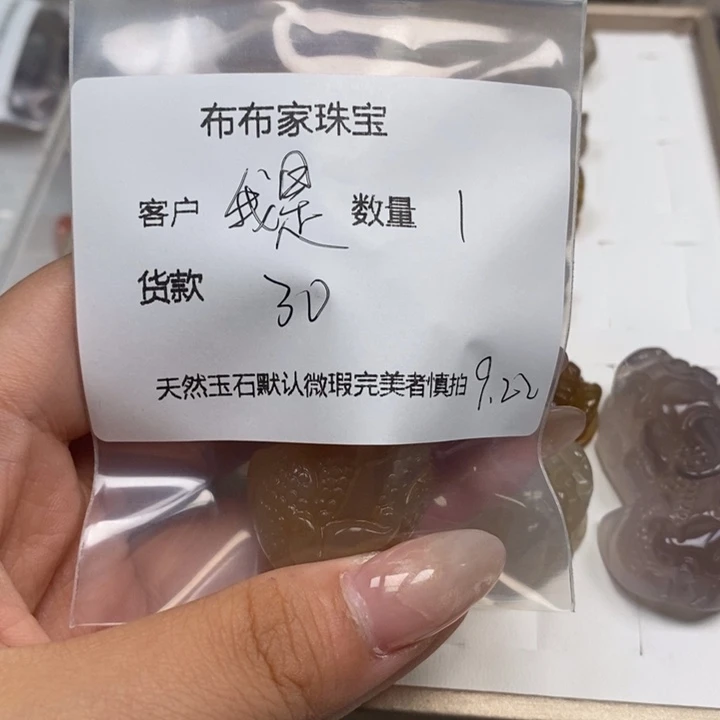 布布家珠宝
客户 我是 数量 1
货款 30
天然玉石默认微瑕完美者慎拍 9.22